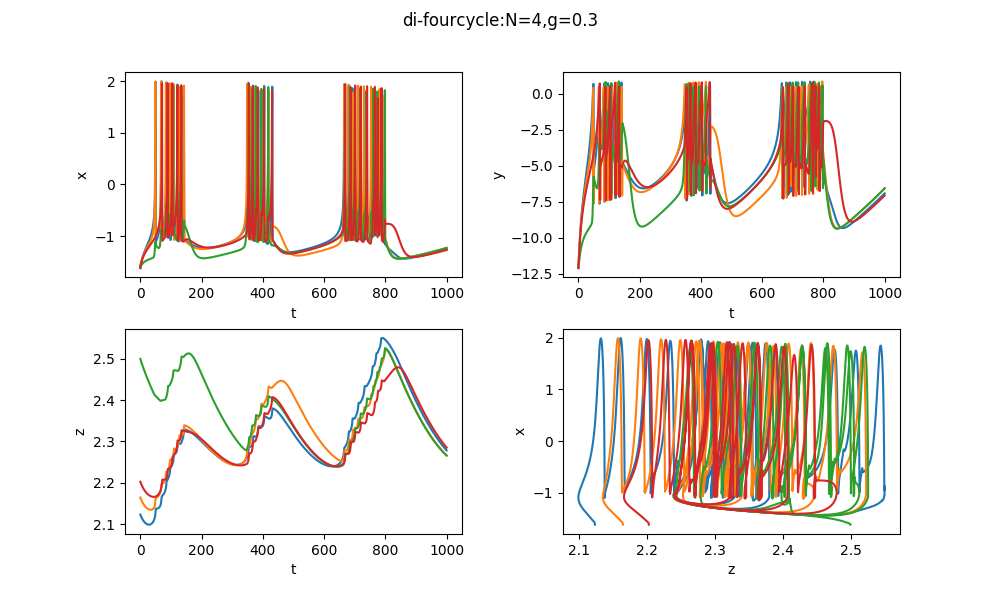 di-fourcycle:N=4,g=0.3
2
1
0
−1
x
0 200 400 600 800 1000
t
0.0
−2.5
−5.0
−7.5
−10.0
−12.5
y
0 200 400 600 800 1000
t
2.5
2.4
2.3
2.2
2.1
z
0 200 400 600 800 1000
t
2
1
0
−1
x
2.1 2.2 2.3 2.4 2.5
z